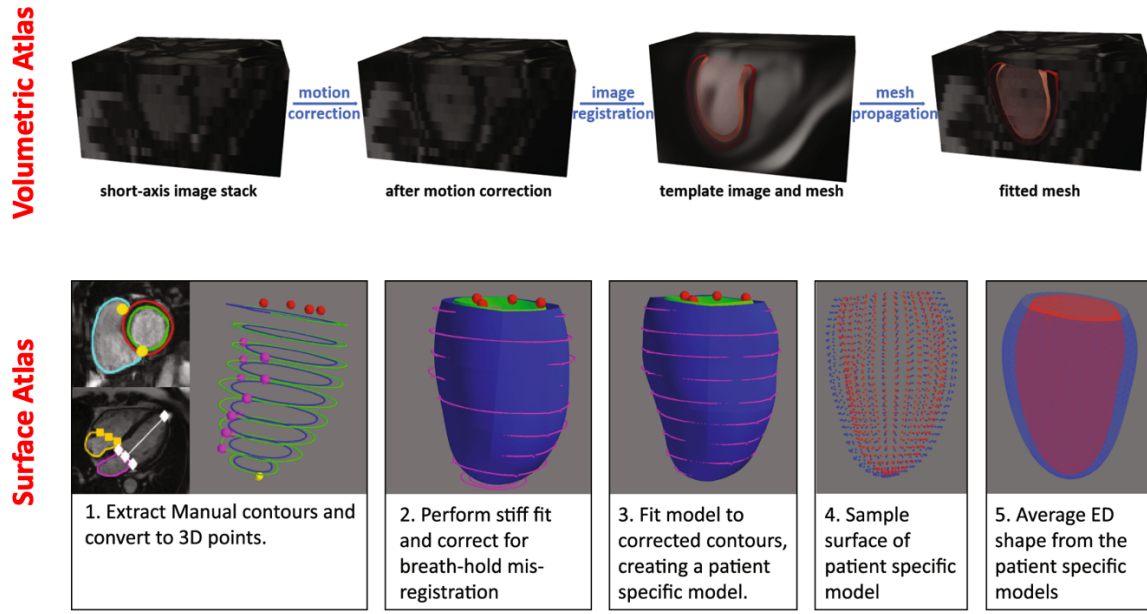 Volumetric Atlas
motion
correction
image
registration
mesh
propagation
short-axis image stack
after motion correction
template image and mesh
fitted mesh
Surface Atlas
1. Extract Manual contours and
convert to 3D points.
2. Perform stiff fit
and correct for
breath-hold mis-
registration
3. Fit model to
corrected contours,
creating a patient
specific model.
4. Sample
surface of
patient specific
model
5. Average ED
shape from the
patient specific
models